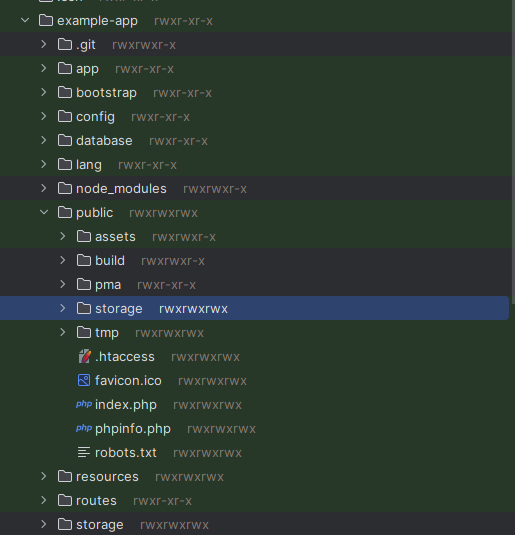 example-app rwxr-xr-x
.git rwxrwxr-x
app rwxr-xr-x
bootstrap rwxr-xr-x
config rwxr-xr-x
database rwxr-xr-x
lang rwxr-xr-x
node_modules rwxrwxr-x
public rwxrwxrwx
assets rwxrwxr-x
build rwxrwxr-x
pma rwxr-xr-x
storage rwxrwxrwx
tmp rwxrwxrwx
.htaccess rwxrwxrwx
favicon.ico rwxrwxrwx
php index.php rwxrwxrwx
php phpinfo.php rwxrwxrwx
robots.txt rwxrwxrwx
resources rwxrwxrwx
routes rwxr-xr-x
storage rwxrwxrwx